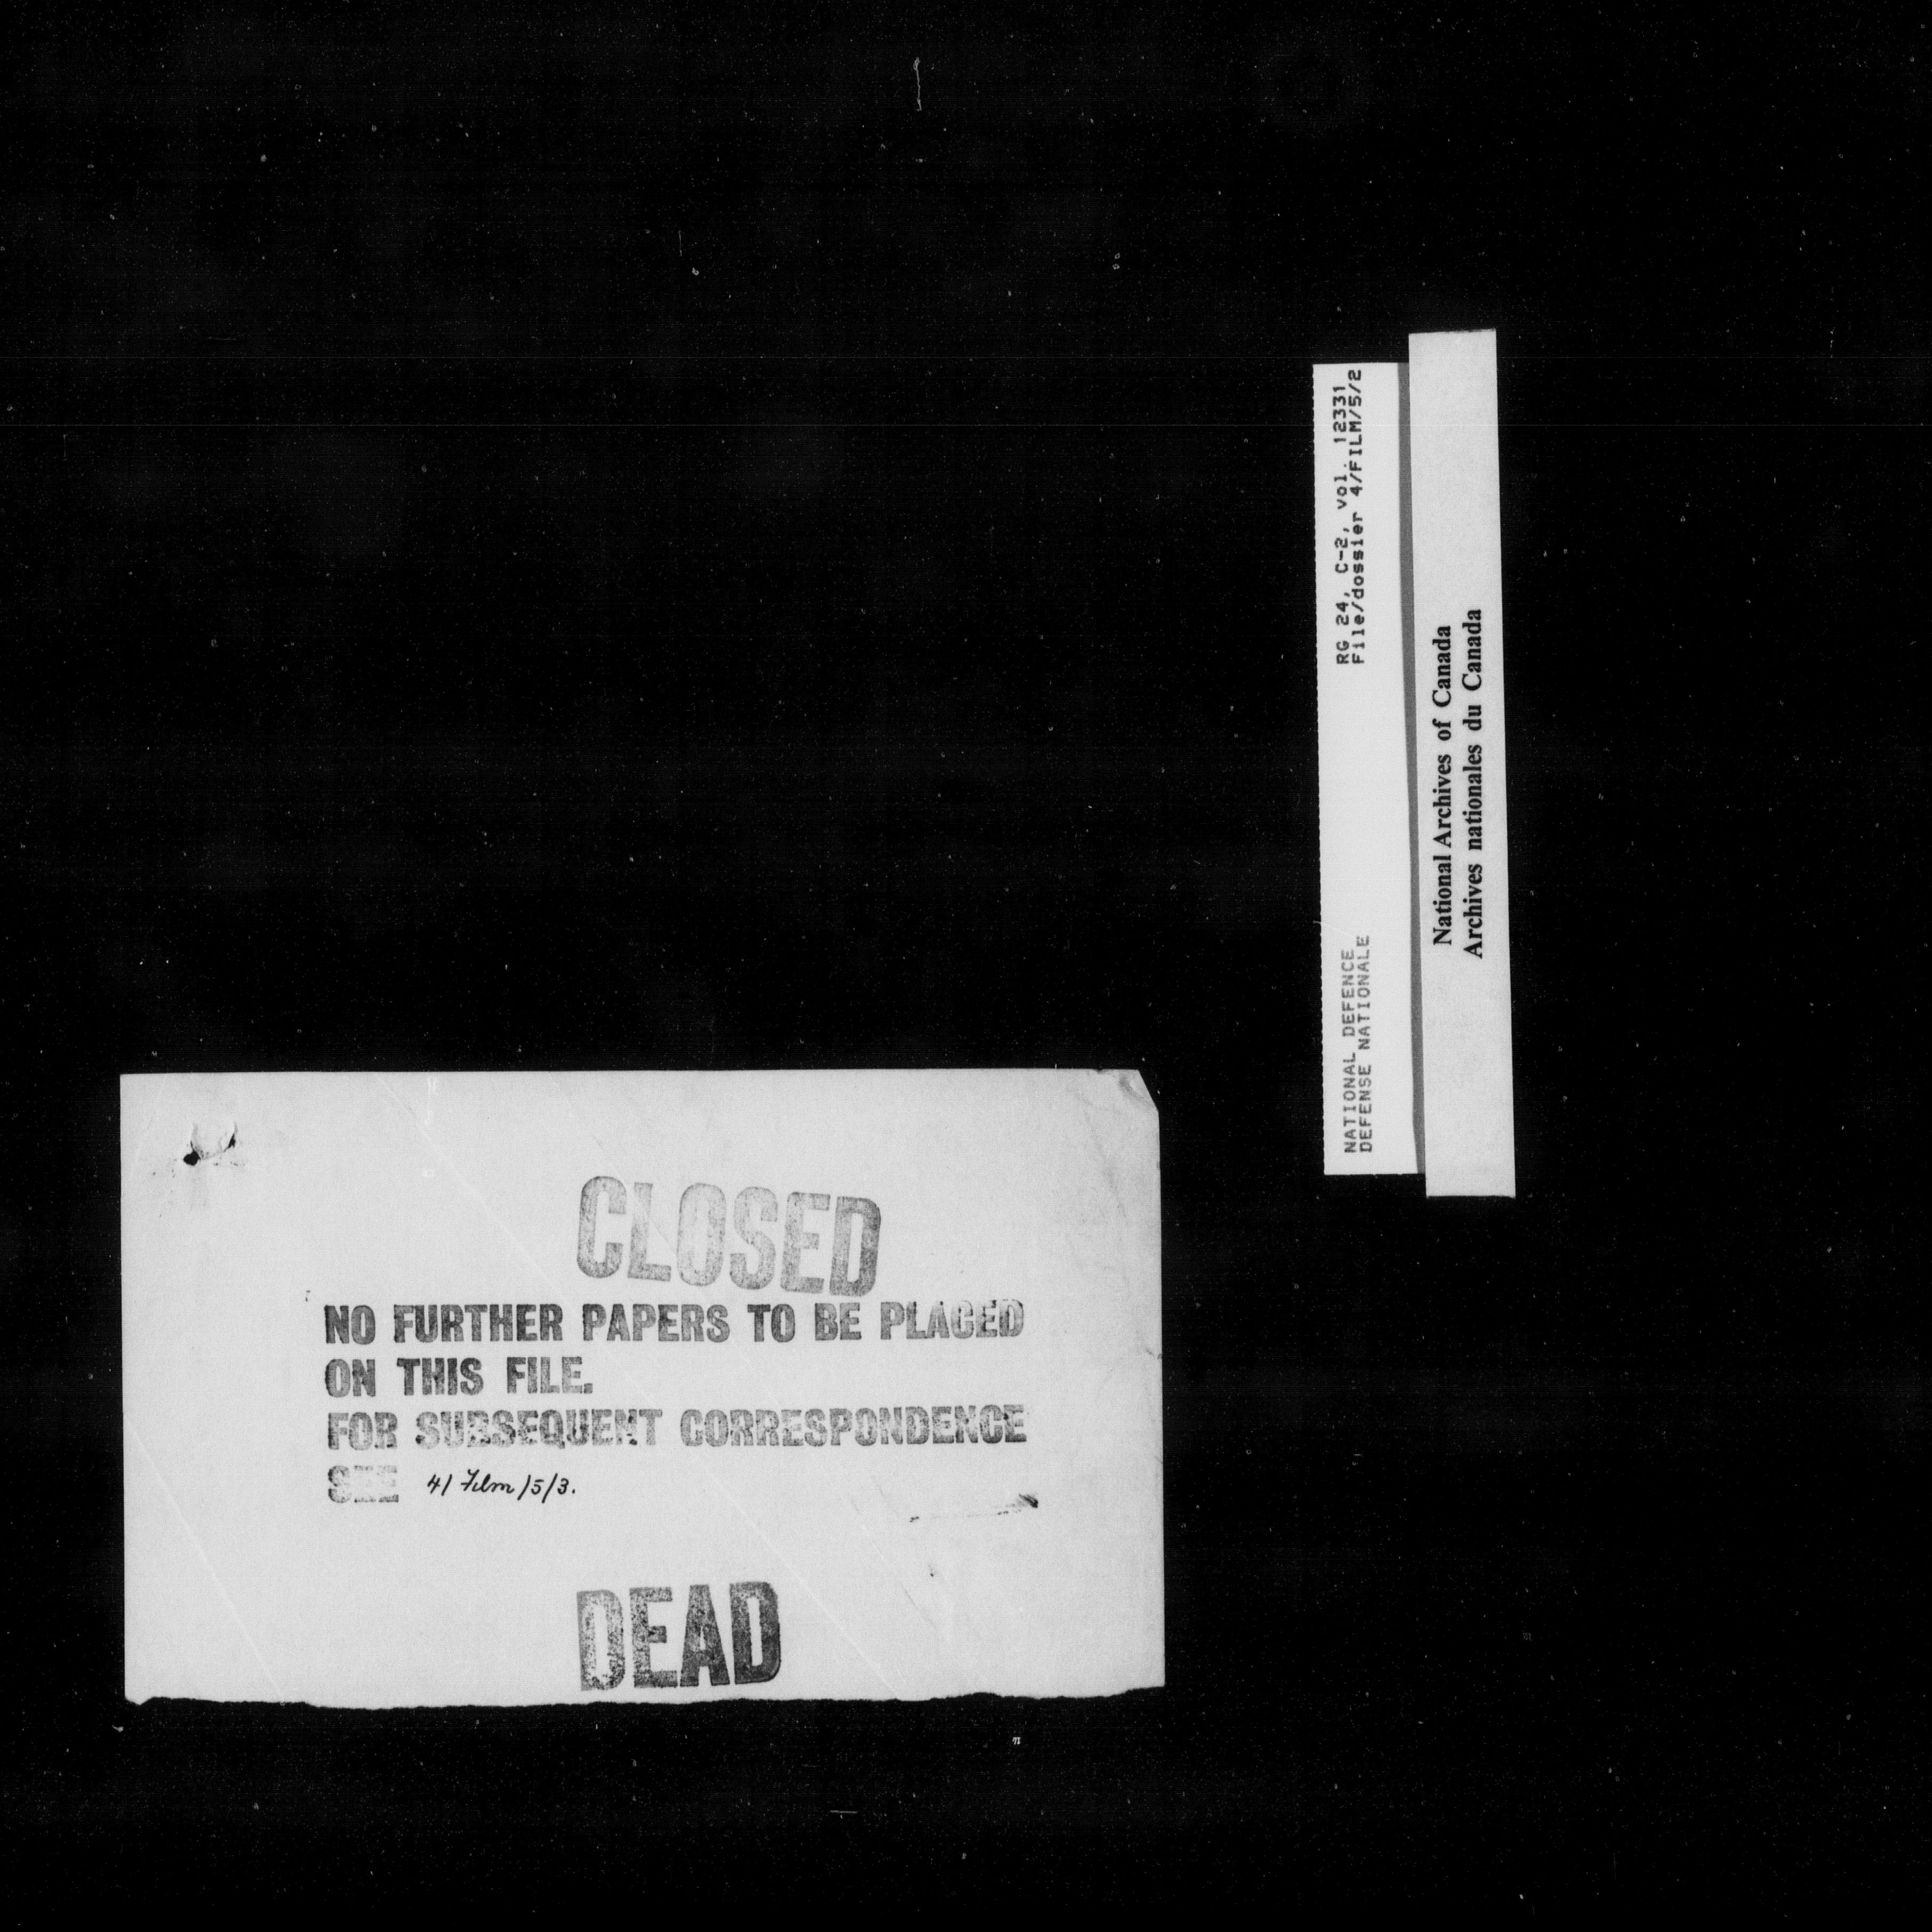 CLOSED
NO FURTHER PAPERS TO BE PLACED
ON THIS FILE.
FOR SUBSEQUENT CORRESPONDENCE
SEE 4/Film/5/3.
DEAD
NATIONAL DEFENCE RG 24, C-2, vol. 12331
DEFENSE NATIONALE File/dossier 4/FILM/5/2
National Archives of Canada
Archives nationales du Canada